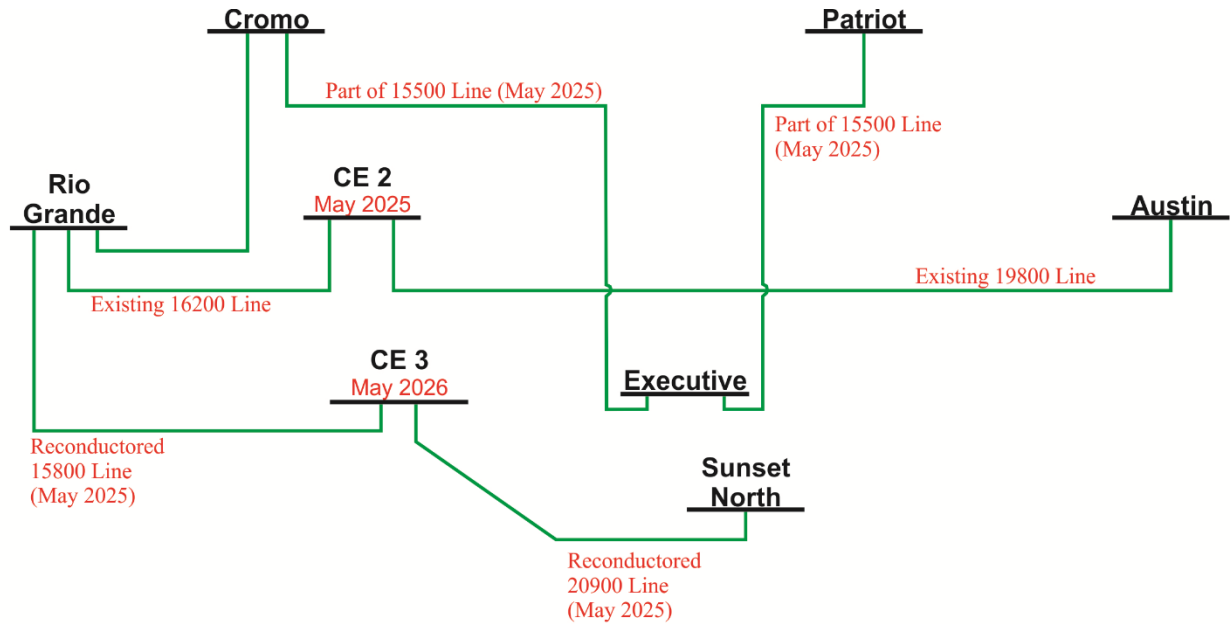 Cromo
Patriot
Part of 15500 Line (May 2025)
Part of 15500 Line
(May 2025)
Rio
Grande
CE 2
May 2025
Austin
Existing 16200 Line
Existing 19800 Line
CE 3
May 2026
Executive
Reconductored
15800 Line
(May 2025)
Sunset
North
Reconductored
20900 Line
(May 2025)